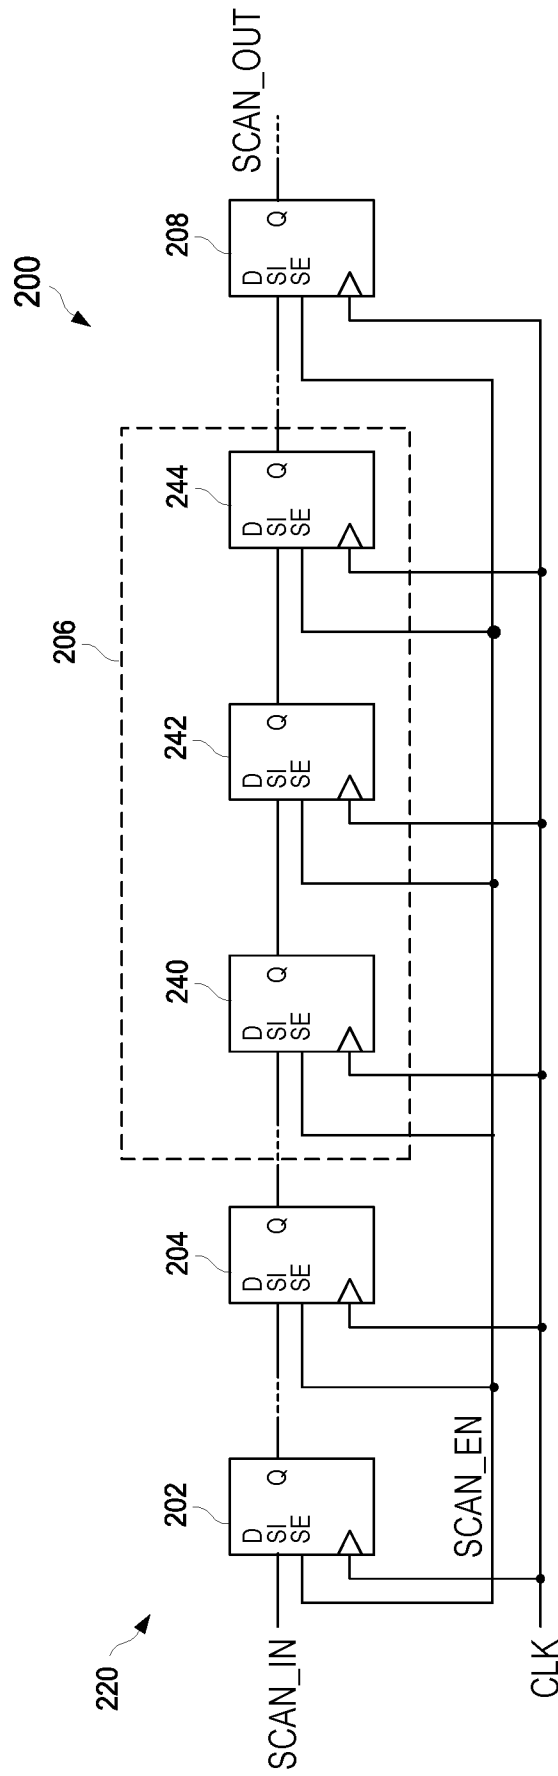 200
220
206
202
204
240
242
244
208
D
SI
SE
Q
D
SI
SE
Q
D
SI
SE
Q
D
SI
SE
Q
D
SI
SE
Q
D
SI
SE
Q
SCAN_IN
SCAN_OUT
SCAN_EN
CLK